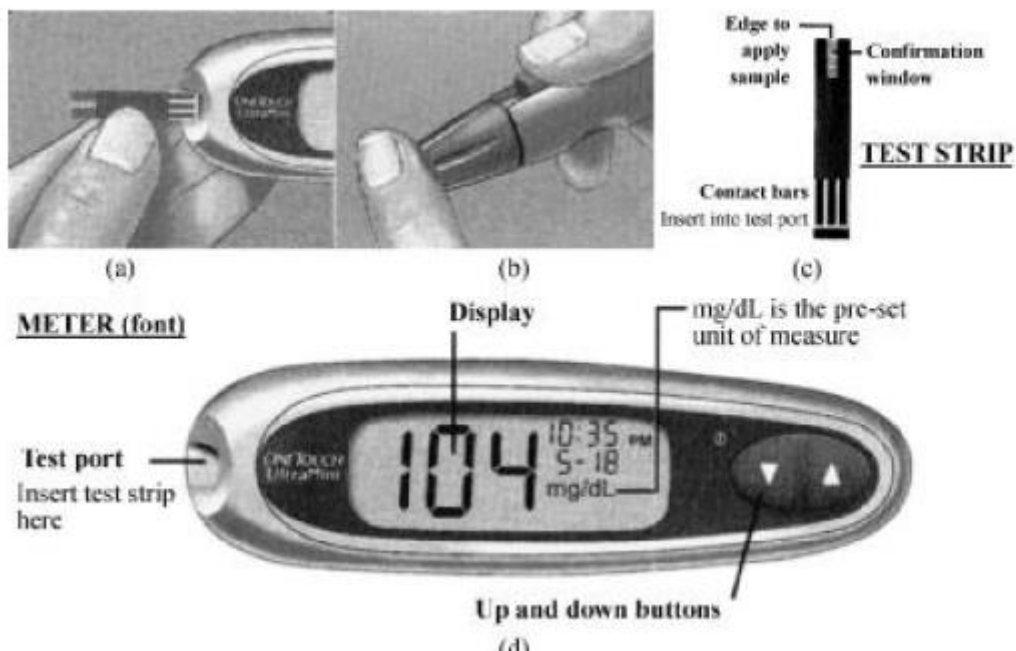 ONETOUCH
UltraMini
(a)
(b)
Edge to
apply
sample
Confirmation
window
TEST STRIP
Contact bars
Insert into test port
(c)
METER (font)
Display
mg/dL is the pre-set
unit of measure
Test port
Insert test strip
here
ONETOUCH
UltraMini
104
10:35 PM
5-18
mg/dL
Up and down buttons
(d)